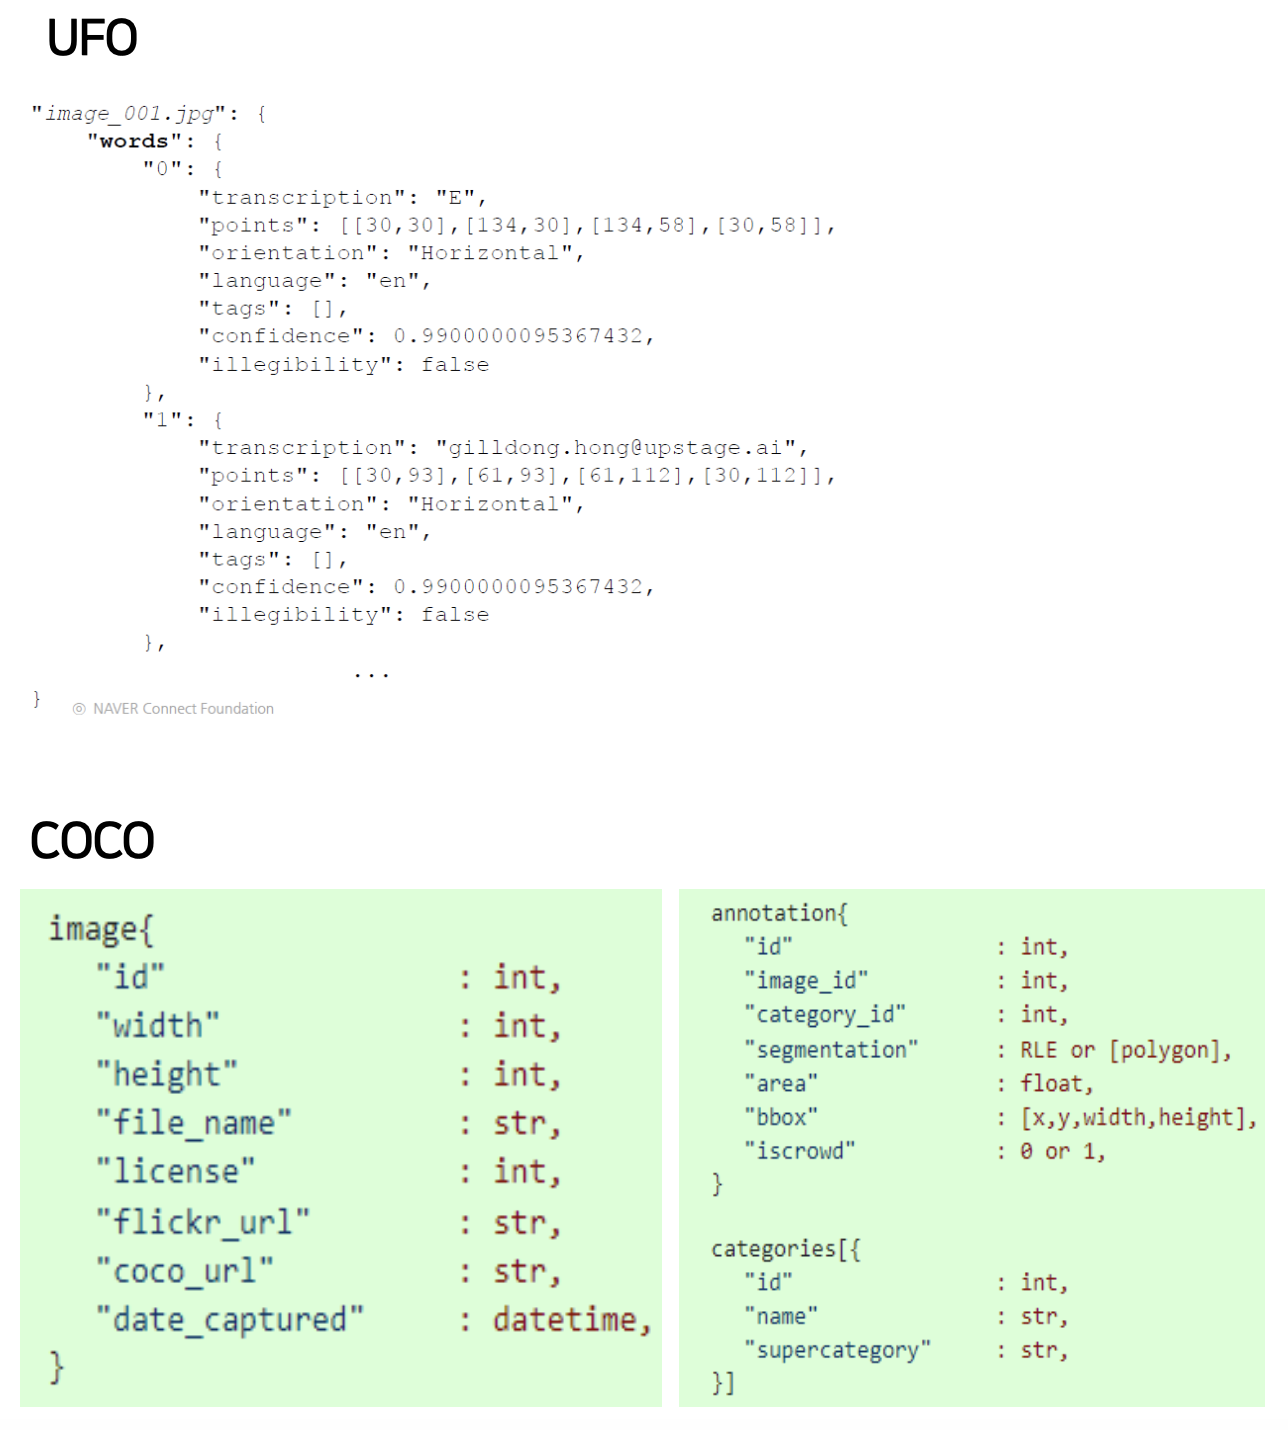 UFO
"image_001.jpg": {
"words": {
"0": {
"transcription": "E",
"points": [[30,30],[134,30],[134,58],[30,58]],
"orientation": "Horizontal",
"language": "en",
"tags": [],
"confidence": 0.9900000095367432,
"illegibility": false
},
"1": {
"transcription": "gilldong.hong@upstage.ai",
"points": [[30,93],[61,93],[61,112],[30,112]],
"orientation": "Horizontal",
"language": "en",
"tags": [],
"confidence": 0.9900000095367432,
"illegibility": false
},
...
}
ⓒ NAVER Connect Foundation
COCO
image{
"id" : int,
"width" : int,
"height" : int,
"file_name" : str,
"license" : int,
"flickr_url" : str,
"coco_url" : str,
"date_captured" : datetime,
}
annotation{
"id" : int,
"image_id" : int,
"category_id" : int,
"segmentation" : RLE or [polygon],
"area" : float,
"bbox" : [x,y,width,height],
"iscrowd" : 0 or 1,
}
categories[{
"id" : int,
"name" : str,
"supercategory" : str,
}]